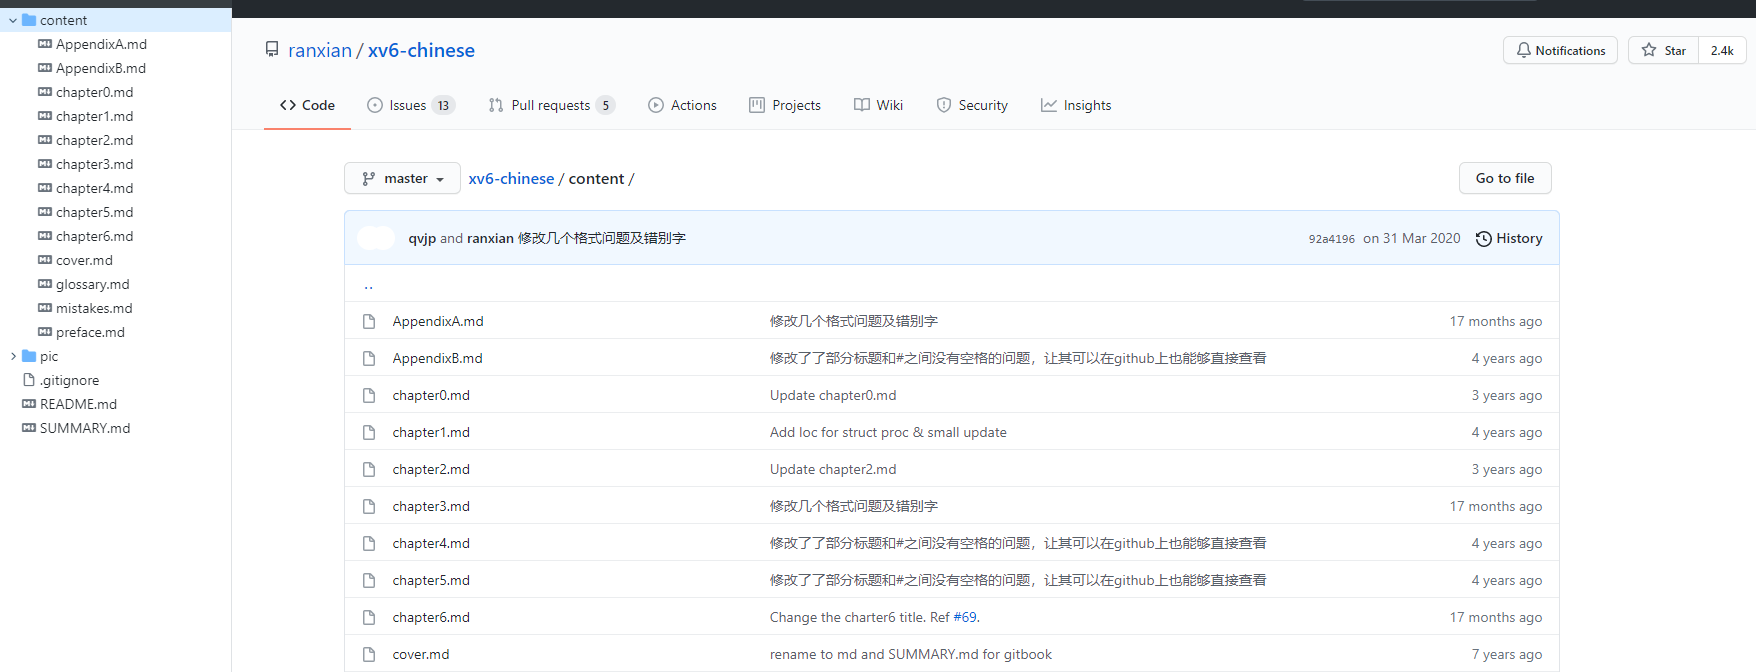 content
AppendixA.md
AppendixB.md
chapter0.md
chapter1.md
chapter2.md
chapter3.md
chapter4.md
chapter5.md
chapter6.md
cover.md
glossary.md
mistakes.md
preface.md
pic
.gitignore
README.md
SUMMARY.md
ranxian / xv6-chinese
Notifications
Star 2.4k
Code Issues 13 Pull requests 5 Actions Projects Wiki Security Insights
master xv6-chinese / content / Go to file
qvjp and ranxian 修改几个格式问题及错别字 92a4196 on 31 Mar 2020 History
..
AppendixA.md 修改几个格式问题及错别字 17 months ago
AppendixB.md 修改了了部分标题和#之间没有空格的问题，让其可以在github上也能够直接查看 4 years ago
chapter0.md Update chapter0.md 3 years ago
chapter1.md Add loc for struct proc & small update 4 years ago
chapter2.md Update chapter2.md 3 years ago
chapter3.md 修改几个格式问题及错别字 17 months ago
chapter4.md 修改了了部分标题和#之间没有空格的问题，让其可以在github上也能够直接查看 4 years ago
chapter5.md 修改了了部分标题和#之间没有空格的问题，让其可以在github上也能够直接查看 4 years ago
chapter6.md Change the charter6 title. Ref #69. 17 months ago
cover.md rename to md and SUMMARY.md for gitbook 7 years ago